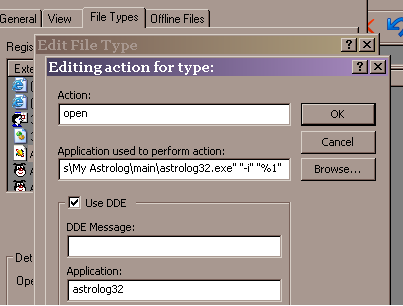 General View File Types Offline Files
Regis
Edit File Type
Exte
Editing action for type:
Action:
open
OK
Application used to perform action:
Cancel
s\My Astrolog\main\astrolog32.exe" "-i" "%1"
Browse...
Use DDE
DDE Message:
Det
Application:
Ope
astrolog32